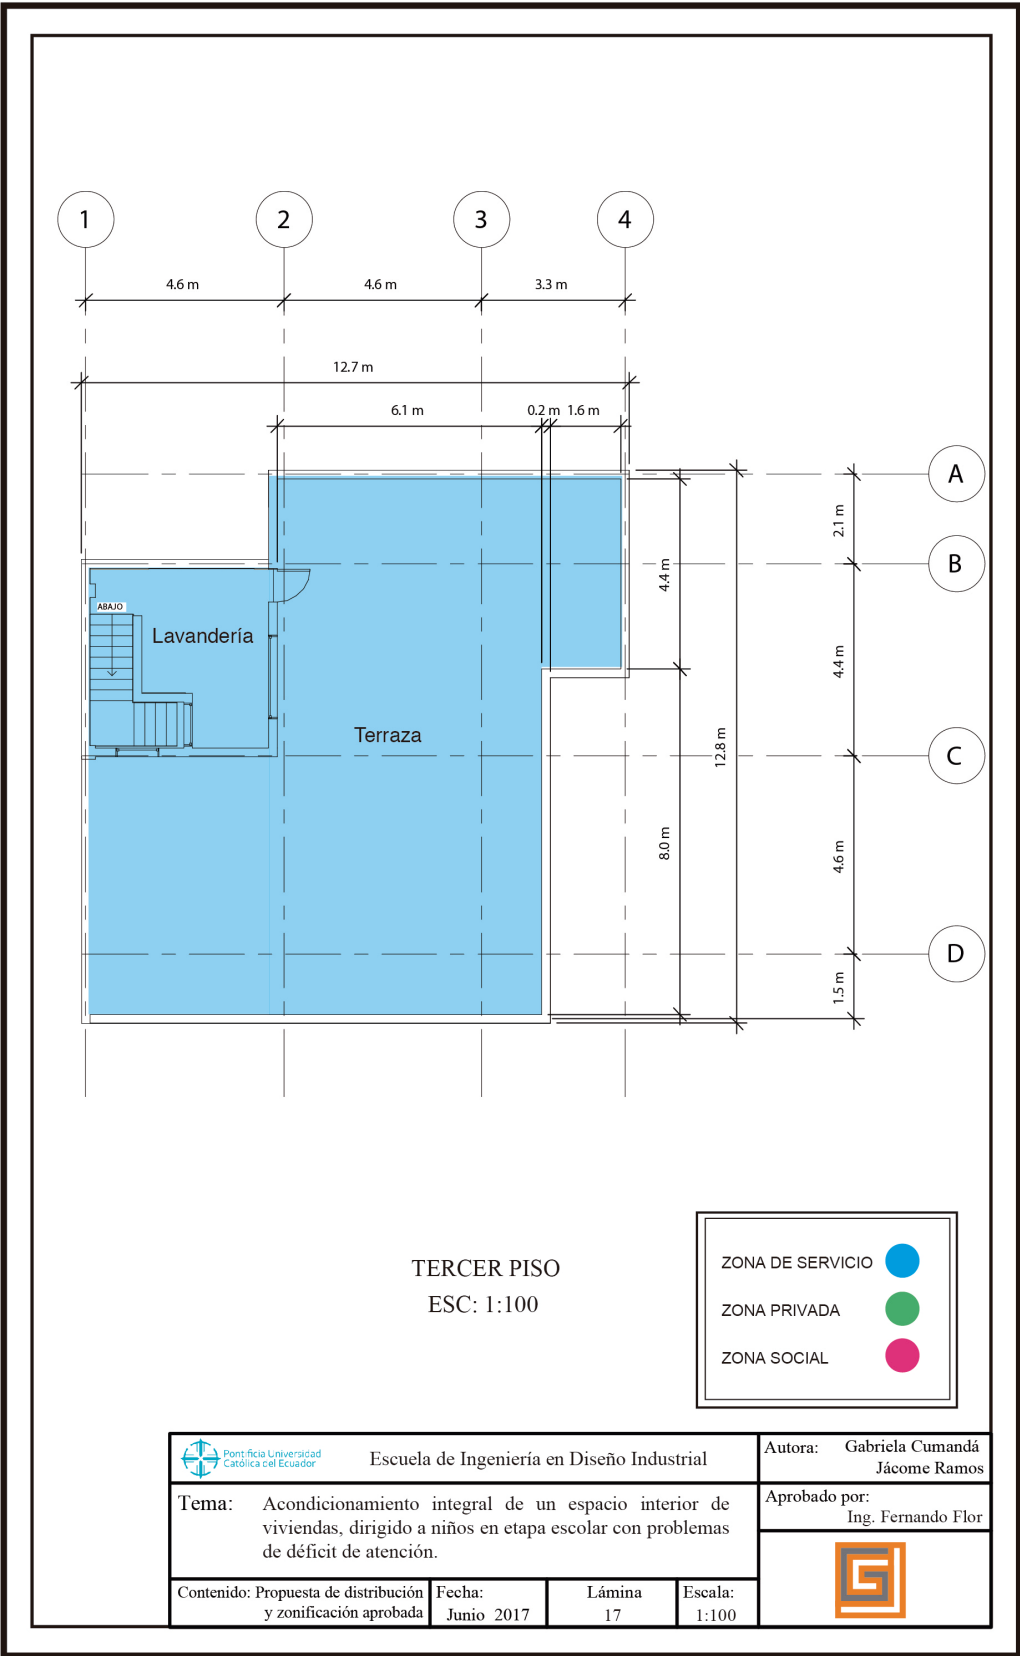 1
2
3
4
4.6 m
4.6 m
3.3 m
12.7 m
6.1 m
0.2 m
1.6 m
A
2.1 m
B
4.4 m
ABAJO
Lavandería
4.4 m
Terraza
12.8 m
C
8.0 m
4.6 m
D
1.5 m
TERCER PISO
ESC: 1:100
ZONA DE SERVICIO
ZONA PRIVADA
ZONA SOCIAL
Pontificia Universidad
Católica del Ecuador
Escuela de Ingeniería en Diseño Industrial
Autora: Gabriela Cumandá
Jácome Ramos
Tema: Acondicionamiento integral de un espacio interior de
viviendas, dirigido a niños en etapa escolar con problemas
de déficit de atención.
Aprobado por:
Ing. Fernando Flor
Contenido: Propuesta de distribución
y zonificación aprobada
Fecha:
Junio 2017
Lámina
17
Escala:
1:100